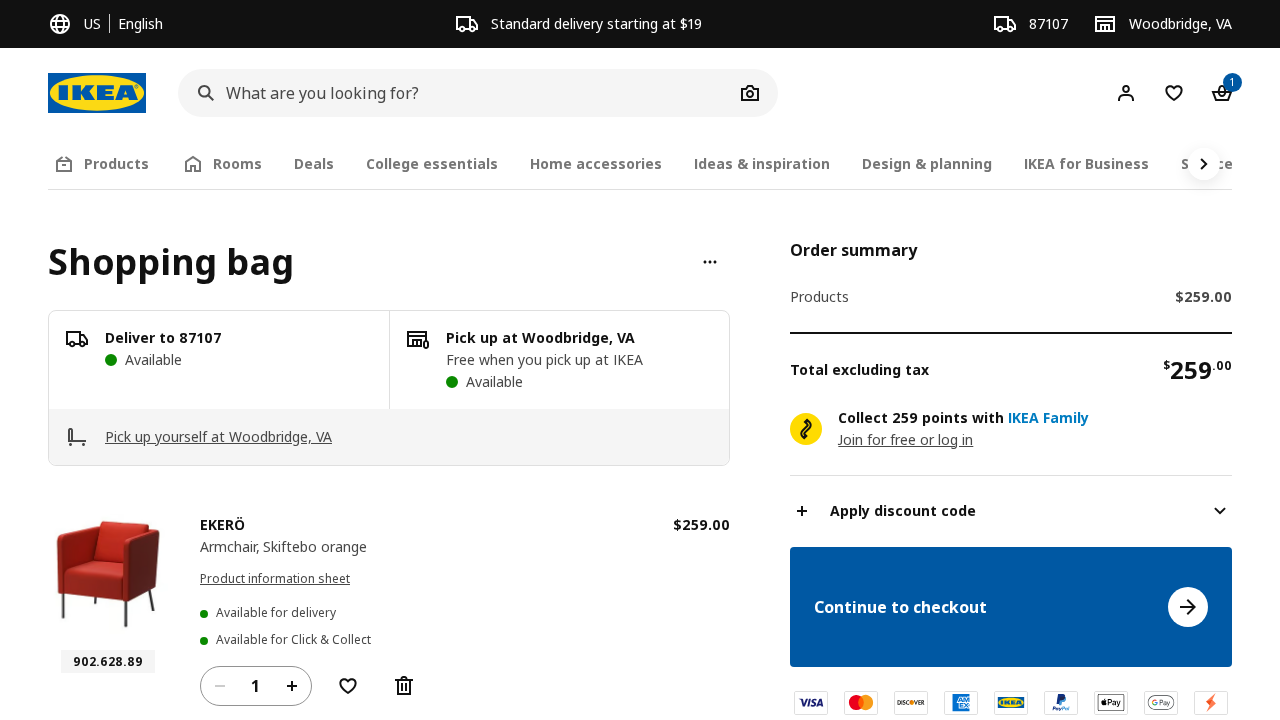 US
English
Standard delivery starting at $19
87107
Woodbridge, VA
IKEA
What are you looking for?
1
Products
Rooms
Deals
College essentials
Home accessories
Ideas & inspiration
Design & planning
IKEA for Business
Shopping bag
Deliver to 87107
Available
Pick up at Woodbridge, VA
Free when you pick up at IKEA
Available
Pick up yourself at Woodbridge, VA
EKERÖ
$259.00
Armchair, Skiftebo orange
Product information sheet
Available for delivery
Available for Click & Collect
902.628.89
1
Order summary
Products $259.00
Total excluding tax $259.00
Collect 259 points with IKEA Family
Join for free or log in
Apply discount code
Continue to checkout
VISA
DISCOVER
AMEX
IKEA
PayPal
Pay
G Pay